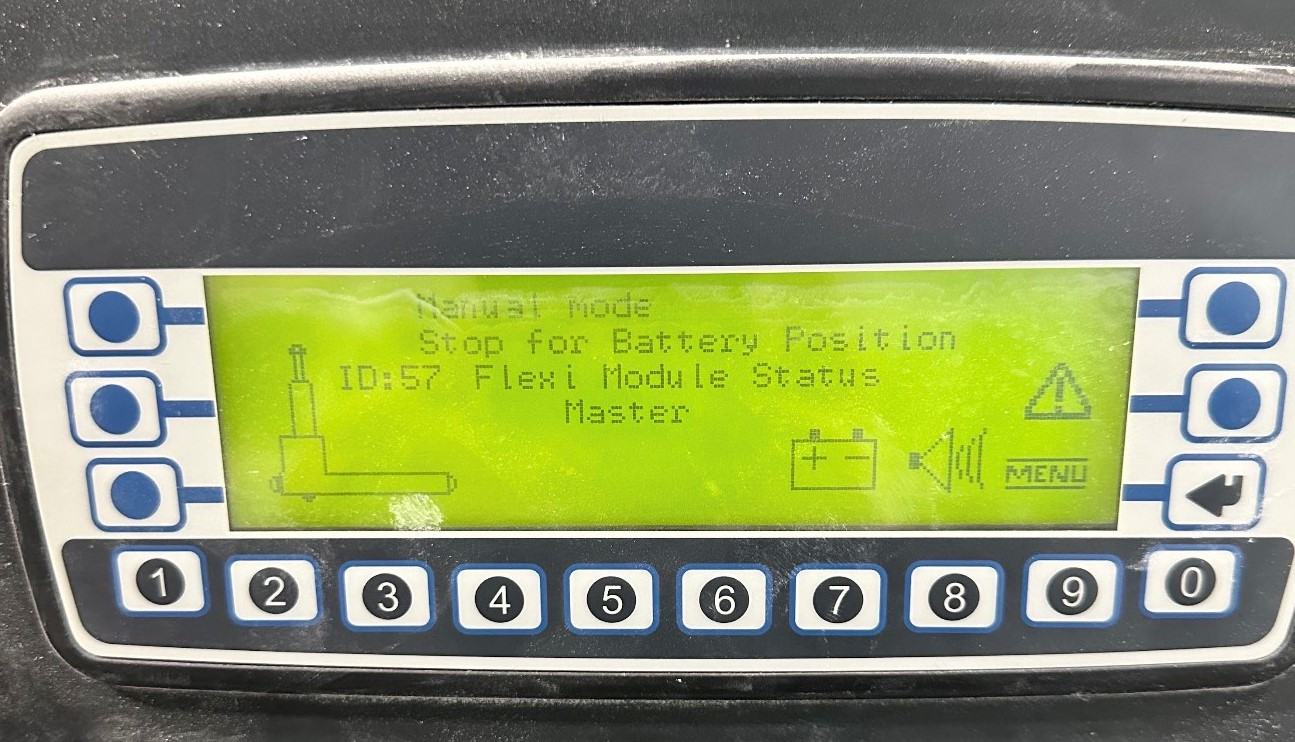 Manual mode
Stop for Battery Position
ID:57 Flexi Module Status
Master
+ -
MENU
1 2 3 4 5 6 7 8 9 0